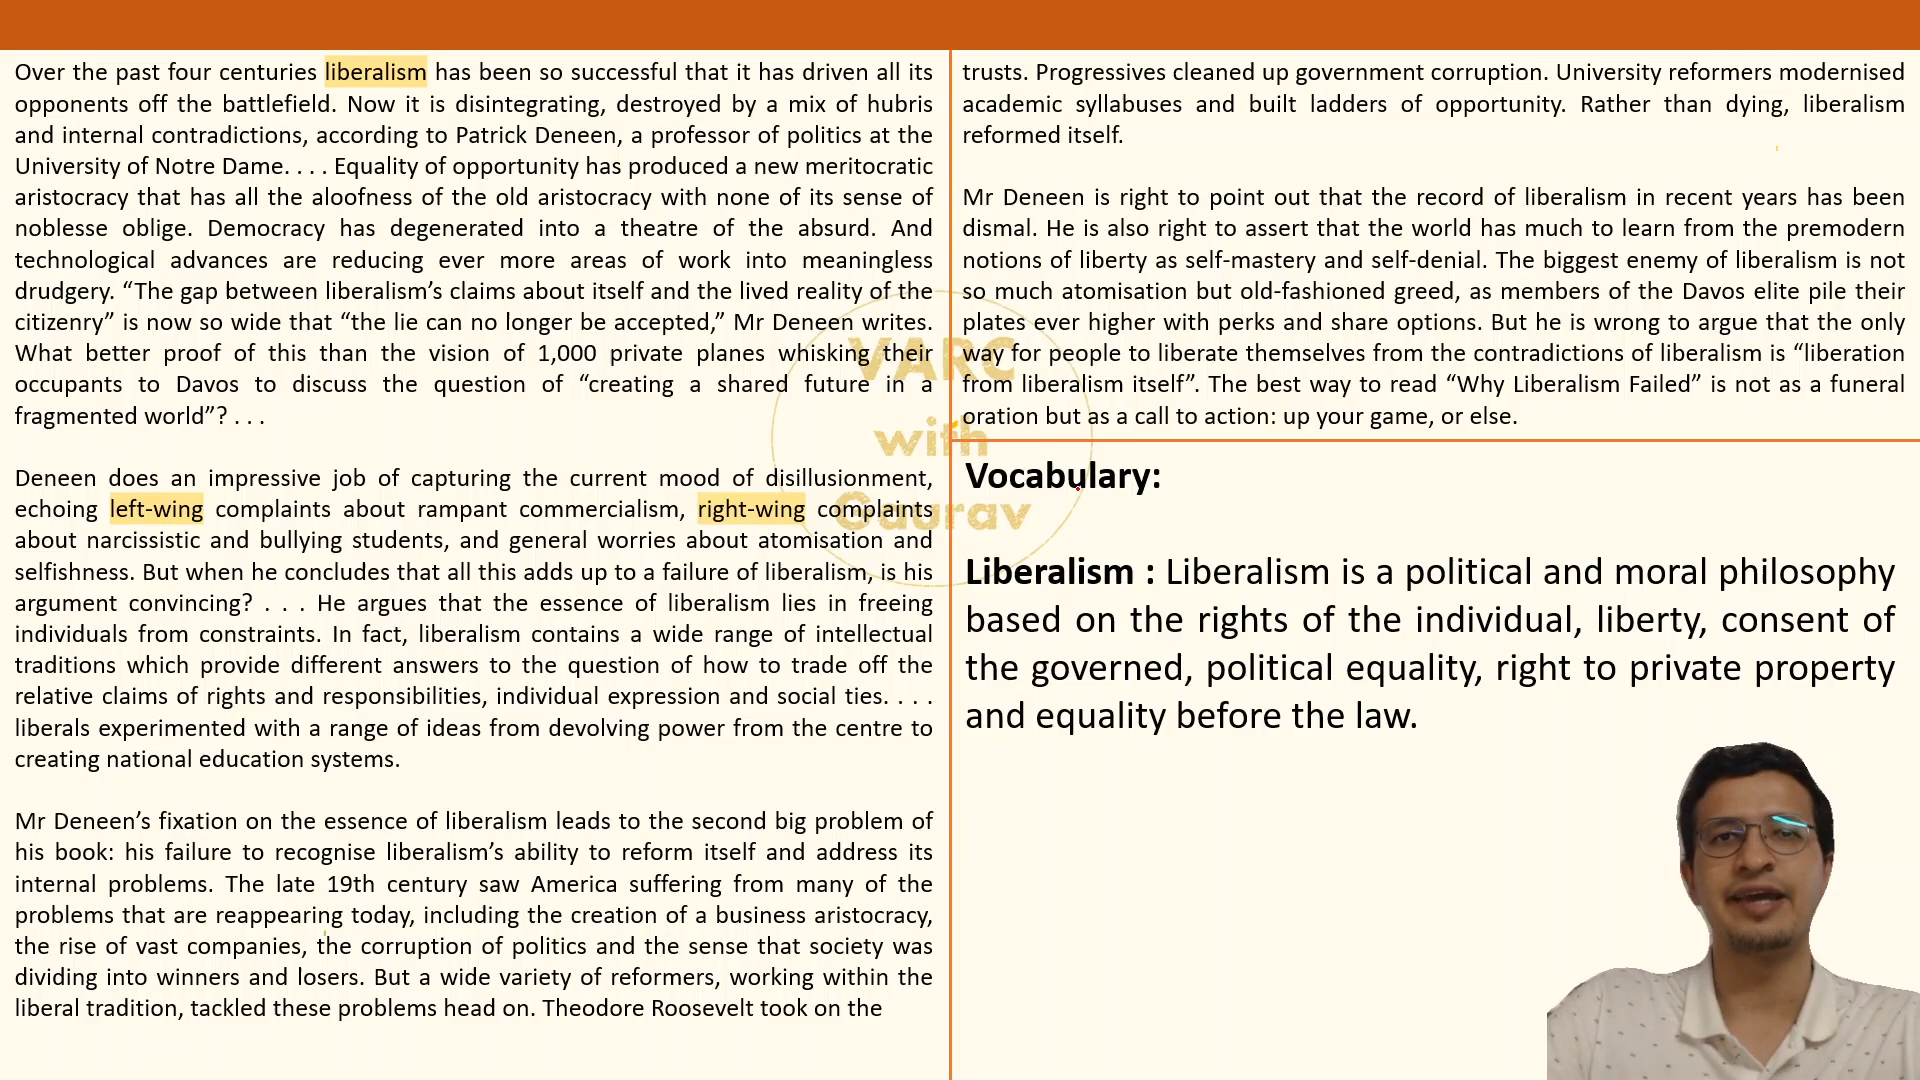 Over the past four centuries liberalism has been so successful that it has driven all its
opponents off the battlefield. Now it is disintegrating, destroyed by a mix of hubris
and internal contradictions, according to Patrick Deneen, a professor of politics at the
University of Notre Dame. . . . Equality of opportunity has produced a new meritocratic
aristocracy that has all the aloofness of the old aristocracy with none of its sense of
noblesse oblige. Democracy has degenerated into a theatre of the absurd. And
technological advances are reducing ever more areas of work into meaningless
drudgery. “The gap between liberalism’s claims about itself and the lived reality of the
citizenry” is now so wide that “the lie can no longer be accepted,” Mr Deneen writes.
What better proof of this than the vision of 1,000 private planes whisking their
occupants to Davos to discuss the question of “creating a shared future in a
fragmented world”? . . .
Deneen does an impressive job of capturing the current mood of disillusionment,
echoing left-wing complaints about rampant commercialism, right-wing complaints
about narcissistic and bullying students, and general worries about atomisation and
selfishness. But when he concludes that all this adds up to a failure of liberalism, is his
argument convincing? . . . He argues that the essence of liberalism lies in freeing
individuals from constraints. In fact, liberalism contains a wide range of intellectual
traditions which provide different answers to the question of how to trade off the
relative claims of rights and responsibilities, individual expression and social ties. . . .
liberals experimented with a range of ideas from devolving power from the centre to
creating national education systems.
Mr Deneen’s fixation on the essence of liberalism leads to the second big problem of
his book: his failure to recognise liberalism’s ability to reform itself and address its
internal problems. The late 19th century saw America suffering from many of the
problems that are reappearing today, including the creation of a business aristocracy,
the rise of vast companies, the corruption of politics and the sense that society was
dividing into winners and losers. But a wide variety of reformers, working within the
liberal tradition, tackled these problems head on. Theodore Roosevelt took on the
trusts. Progressives cleaned up government corruption. University reformers modernised
academic syllabuses and built ladders of opportunity. Rather than dying, liberalism
reformed itself.
Mr Deneen is right to point out that the record of liberalism in recent years has been
dismal. He is also right to assert that the world has much to learn from the premodern
notions of liberty as self-mastery and self-denial. The biggest enemy of liberalism is not
so much atomisation but old-fashioned greed, as members of the Davos elite pile their
plates ever higher with perks and share options. But he is wrong to argue that the only
way for people to liberate themselves from the contradictions of liberalism is “liberation
from liberalism itself”. The best way to read “Why Liberalism Failed” is not as a funeral
oration but as a call to action: up your game, or else.
VARC
with
Gaurav
Vocabulary:
Liberalism : Liberalism is a political and moral philosophy
based on the rights of the individual, liberty, consent of
the governed, political equality, right to private property
and equality before the law.